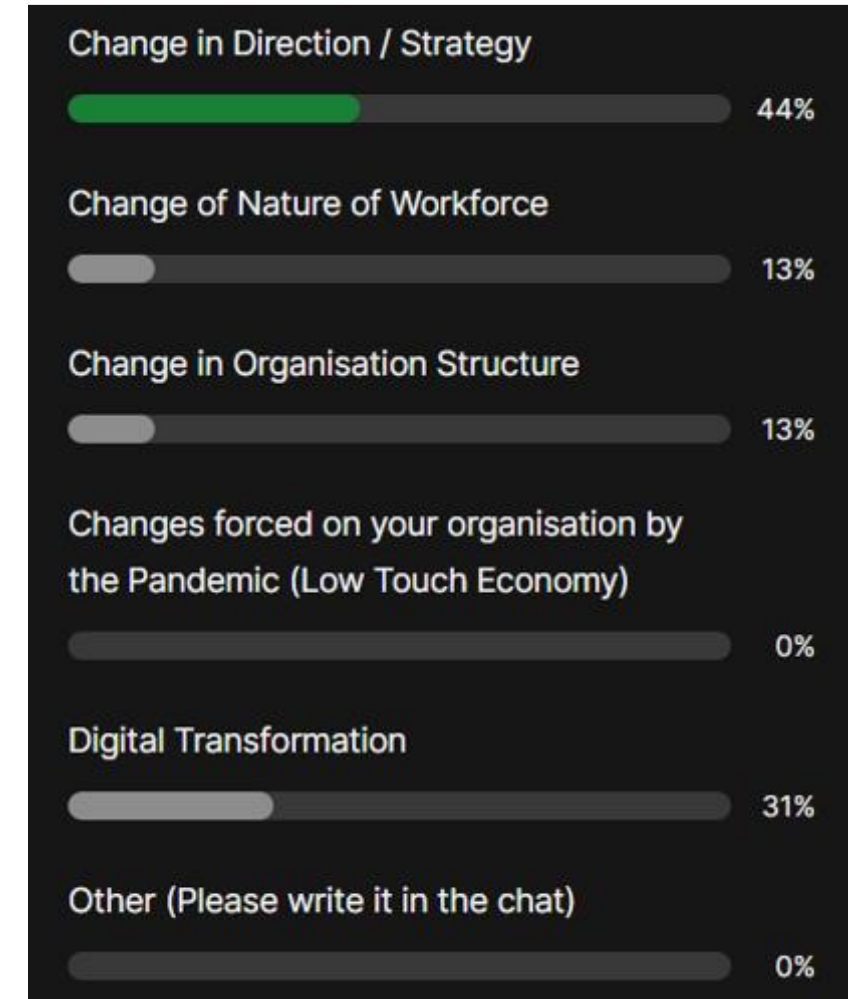 Change in Direction / Strategy
44%
Change of Nature of Workforce
13%
Change in Organisation Structure
13%
Changes forced on your organisation by
the Pandemic (Low Touch Economy)
0%
Digital Transformation
31%
Other (Please write it in the chat)
0%